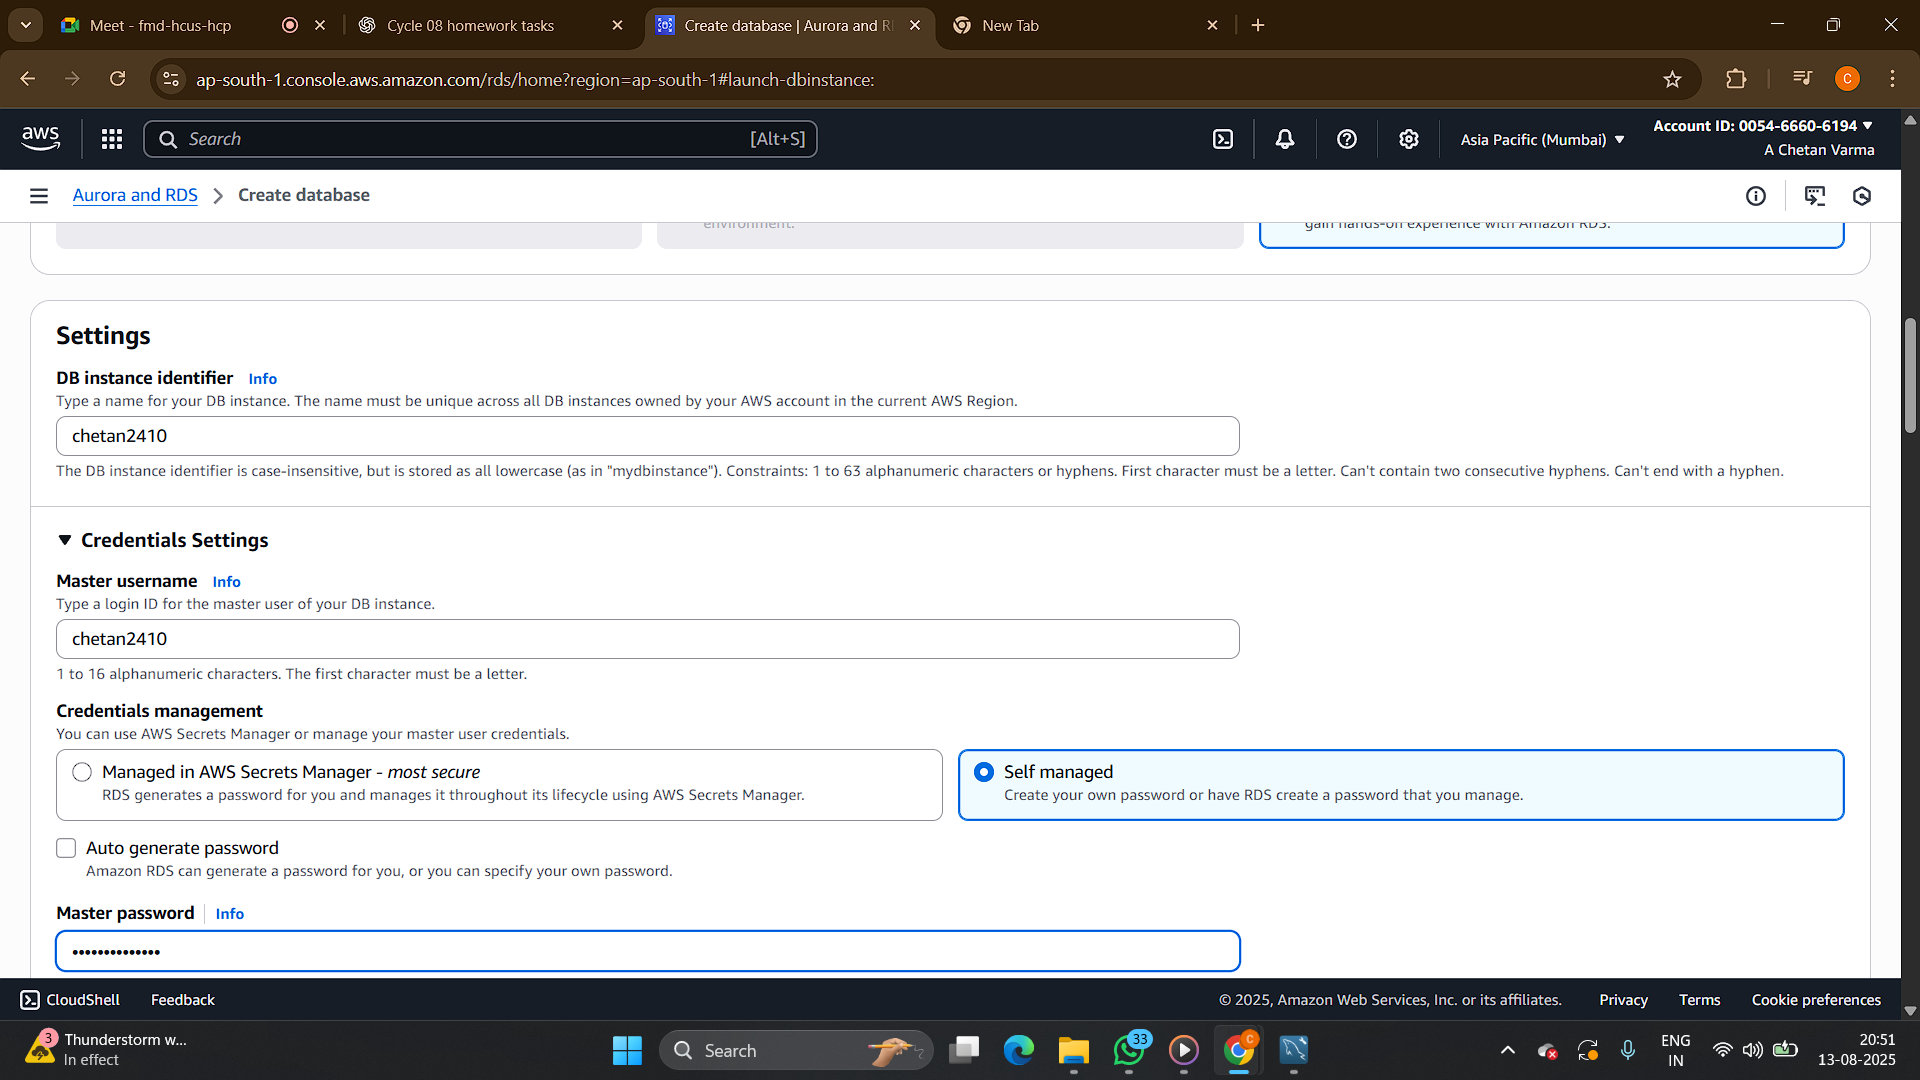 Meet - fmd-hcus-hcp
Cycle 08 homework tasks
Create database | Aurora and R
New Tab
ap-south-1.console.aws.amazon.com/rds/home?region=ap-south-1#launch-dbinstance:
C
aws
Search
[Alt+S]
Asia Pacific (Mumbai)
Account ID: 0054-6660-6194
A Chetan Varma
Aurora and RDS
Create database
environment.
gain hands-on experience with Amazon RDS.
Settings
DB instance identifier Info
Type a name for your DB instance. The name must be unique across all DB instances owned by your AWS account in the current AWS Region.
chetan2410
The DB instance identifier is case-insensitive, but is stored as all lowercase (as in "mydbinstance"). Constraints: 1 to 63 alphanumeric characters or hyphens. First character must be a letter. Can't contain two consecutive hyphens. Can't end with a hyphen.
Credentials Settings
Master username Info
Type a login ID for the master user of your DB instance.
chetan2410
1 to 16 alphanumeric characters. The first character must be a letter.
Credentials management
You can use AWS Secrets Manager or manage your master user credentials.
Managed in AWS Secrets Manager - most secure
RDS generates a password for you and manages it throughout its lifecycle using AWS Secrets Manager.
Self managed
Create your own password or have RDS create a password that you manage.
Auto generate password
Amazon RDS can generate a password for you, or you can specify your own password.
Master password Info
••••••••••••••
CloudShell
Feedback
© 2025, Amazon Web Services, Inc. or its affiliates.
Privacy
Terms
Cookie preferences
3
Thunderstorm w...
In effect
Search
33
C
ENG
IN
20:51
13-08-2025